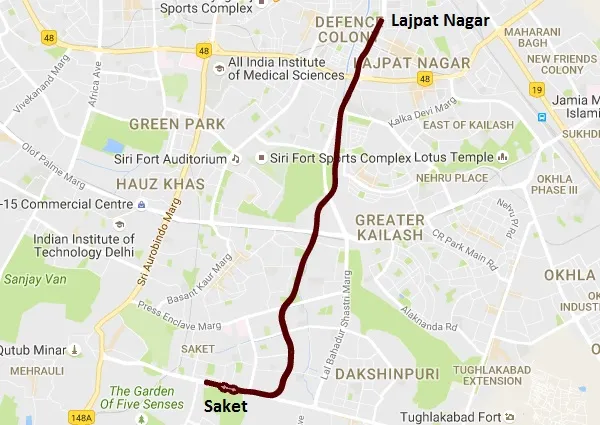 Sports Complex
DEFENCE
COLONY
Lajpat Nagar
MAHARANI
BAGH
48
48
All India Institute
of Medical Sciences
LAJPAT NAGAR
48
NEW FRIENDS
COLONY
19
Vivekanand Marg
Africa Ave
Kalka Devi Marg
Jamia M
Islami
GREEN PARK
EAST OF KAILASH
SUKHD
Olof Palme Marg
Siri Fort Auditorium
Siri Fort Sports Complex
Lotus Temple
NEHRU PLACE
OKHLA
PHASE III
HAUZ KHAS
-15 Commercial Centre
Sri Aurobindo Marg
GREATER
KAILASH
Nehru Pl Rd
Indian Institute of
Technology Delhi
CR Park Main Rd
Sanjay Van
Basant Kaur Marg
OKHLA
Press Enclave Marg
Lal Bahadur Shastri Marg
Alaknanda Rd
OKHLA
INDUST
Qutub Minar
SAKET
MEHRAULI
DAKSHINPURI
TUGHLAKABAD
EXTENSION
The Garden
Of Five Senses
Saket
148A
Tughlakabad Fort